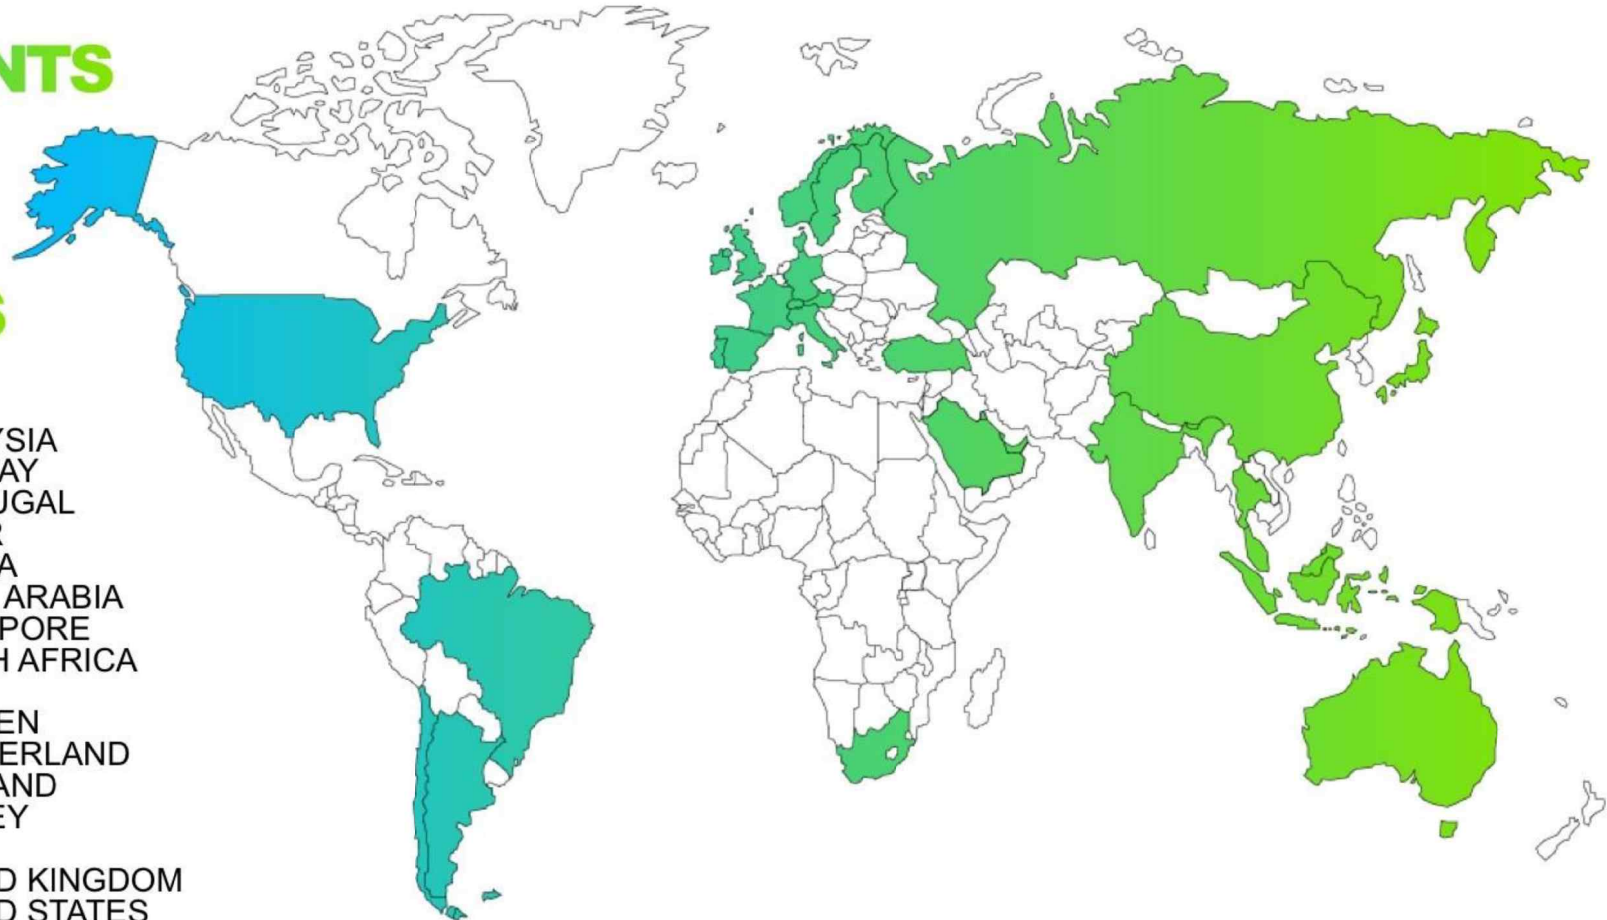 NTS
S
YSIA
AY
UGAL
R
A
ARABIA
PORE
H AFRICA
EN
ERLAND
AND
EY
D KINGDOM
D STATES